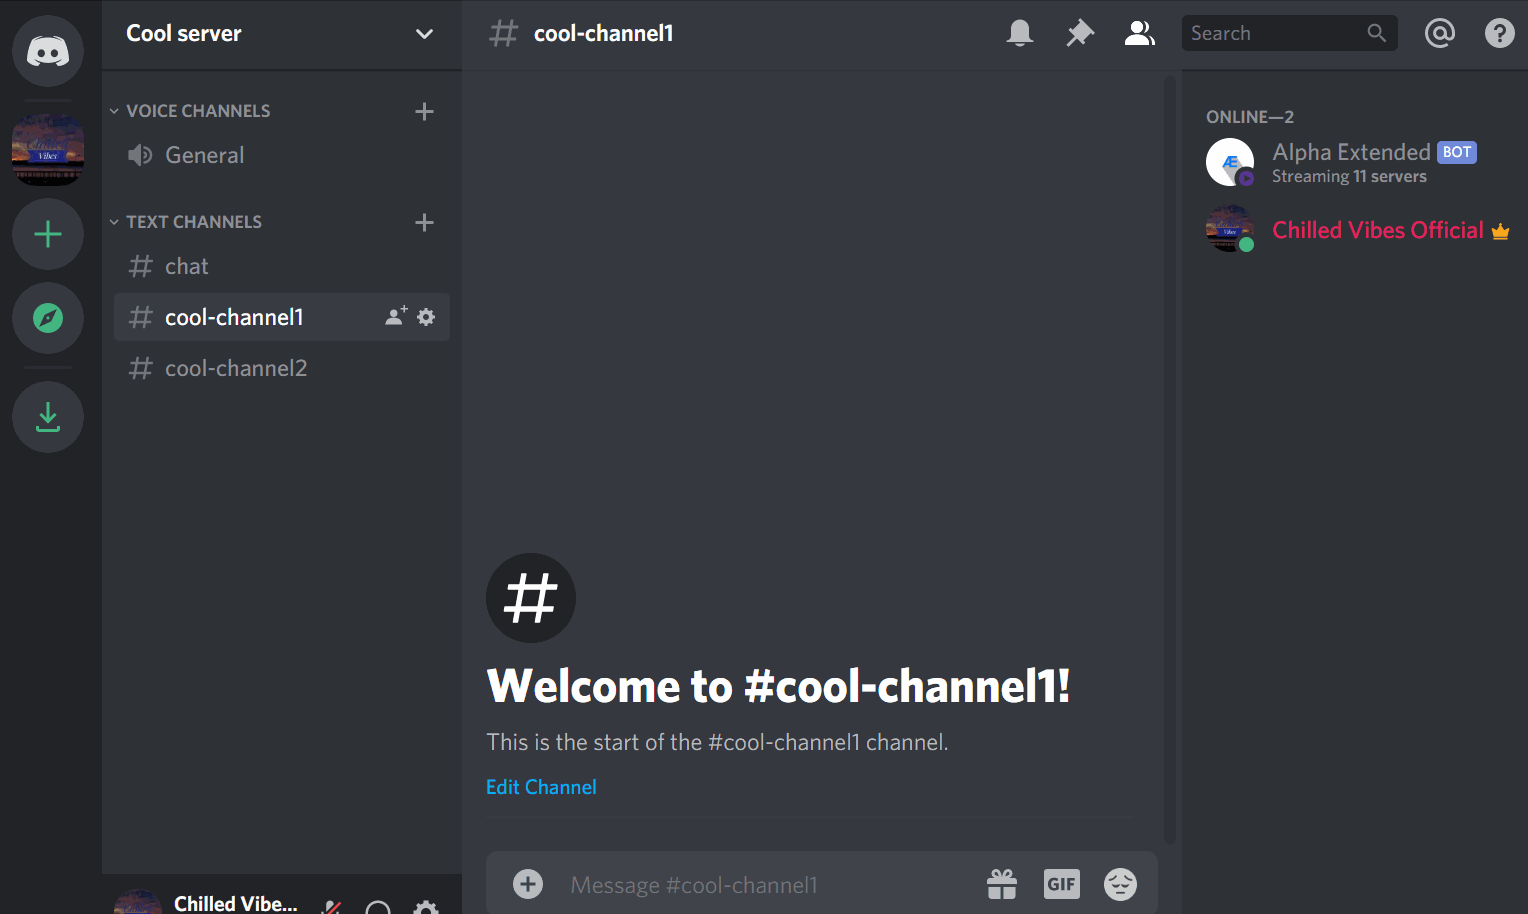 Cool server
VOICE CHANNELS
General
TEXT CHANNELS
chat
cool-channel1
cool-channel2
Chilled Vibe...
cool-channel1
Search
Welcome to #cool-channel1!
This is the start of the #cool-channel1 channel.
Edit Channel
Message #cool-channel1
GIF
ONLINE—2
Alpha Extended BOT
Streaming 11 servers
Chilled Vibes Official
Vibes